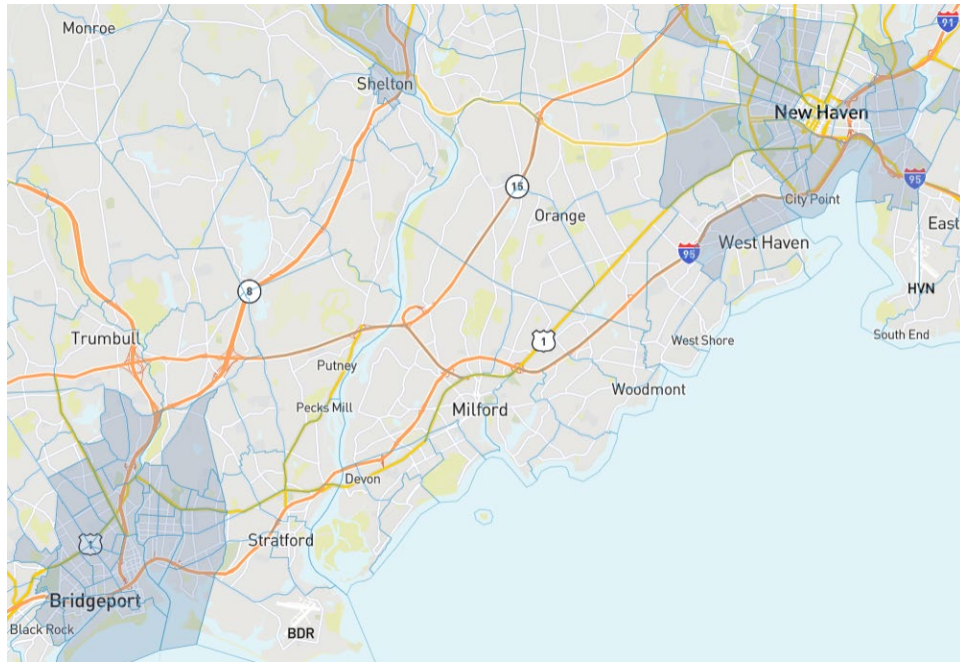 Monroe
91
Shelton
New Haven
15
95
City Point
Orange
East
West Haven
95
HVN
8
South End
Trumbull
1
West Shore
Putney
Woodmont
Pecks Mill
Milford
Devon
Stratford
1
Bridgeport
Black Rock
BDR